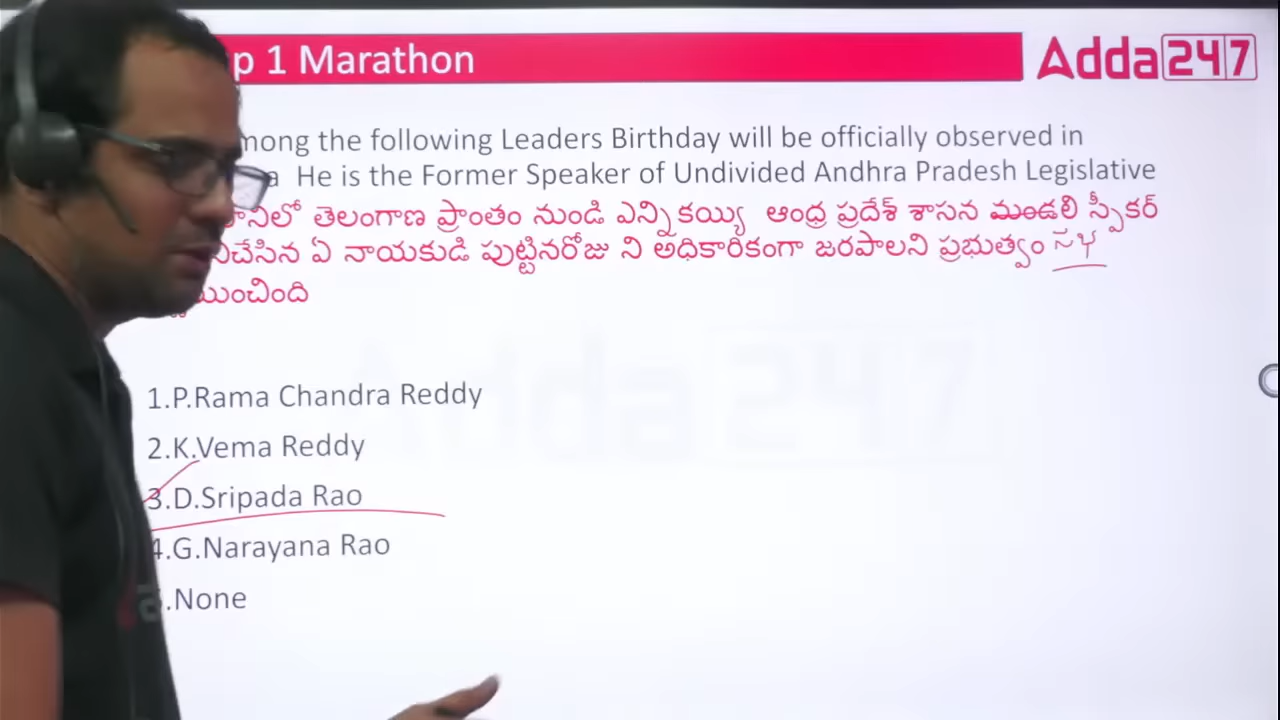 p 1 Marathon
Adda247
mong the following Leaders Birthday will be officially observed in
a He is the Former Speaker of Undivided Andhra Pradesh Legislative
తెలంగాణ ప్రాంతం నుండి ఎన్నికయ్యి ఆంధ్ర ప్రదేశ్ శాసన మండలి స్పీకర్
సభ
ఏ నాయకుడి పుట్టినరోజు ని అధికారికంగా జరపాలని ప్రభుత్వం
యించింది
1.P.Rama Chandra Reddy
2.K.Vema Reddy
3.D.Sripada Rao
4.G.Narayana Rao
.None